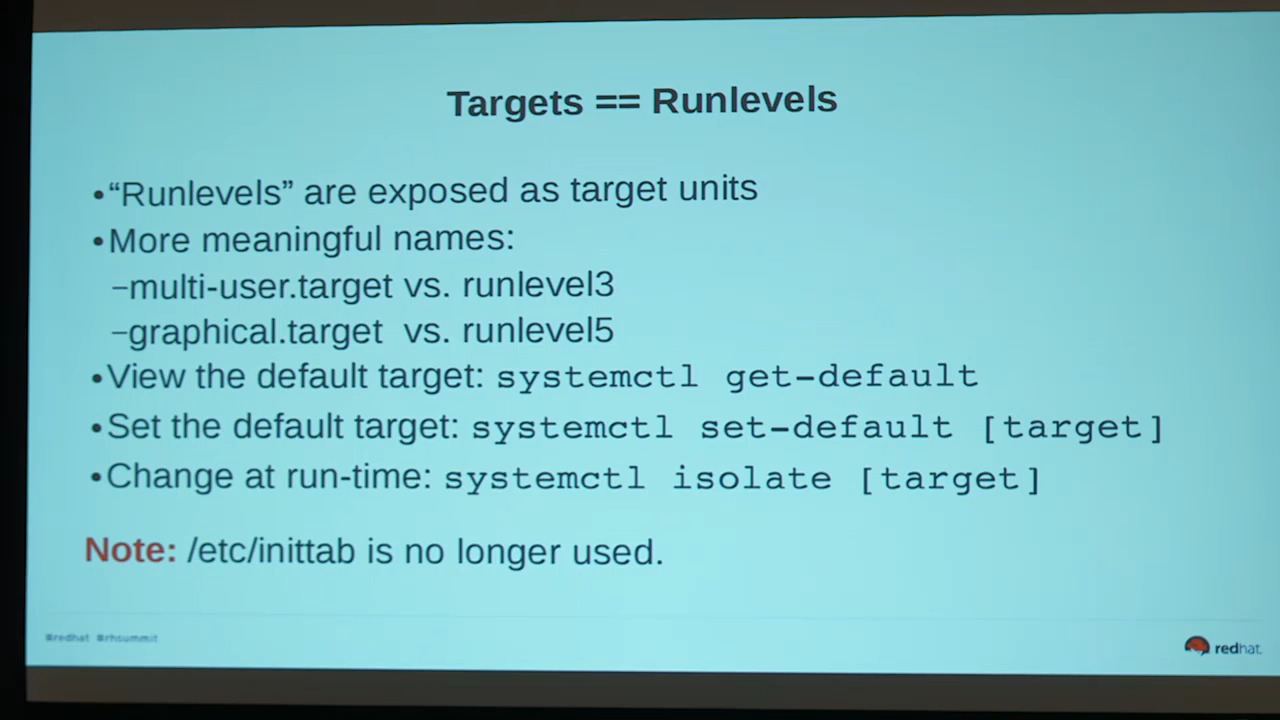 Targets == Runlevels
•“Runlevels” are exposed as target units
•More meaningful names:
–multi-user.target vs. runlevel3
–graphical.target  vs. runlevel5
•View the default target: systemctl get-default
•Set the default target: systemctl set-default [target]
•Change at run-time: systemctl isolate [target]
Note: /etc/inittab is no longer used.
#redhat #rhsummit
redhat.